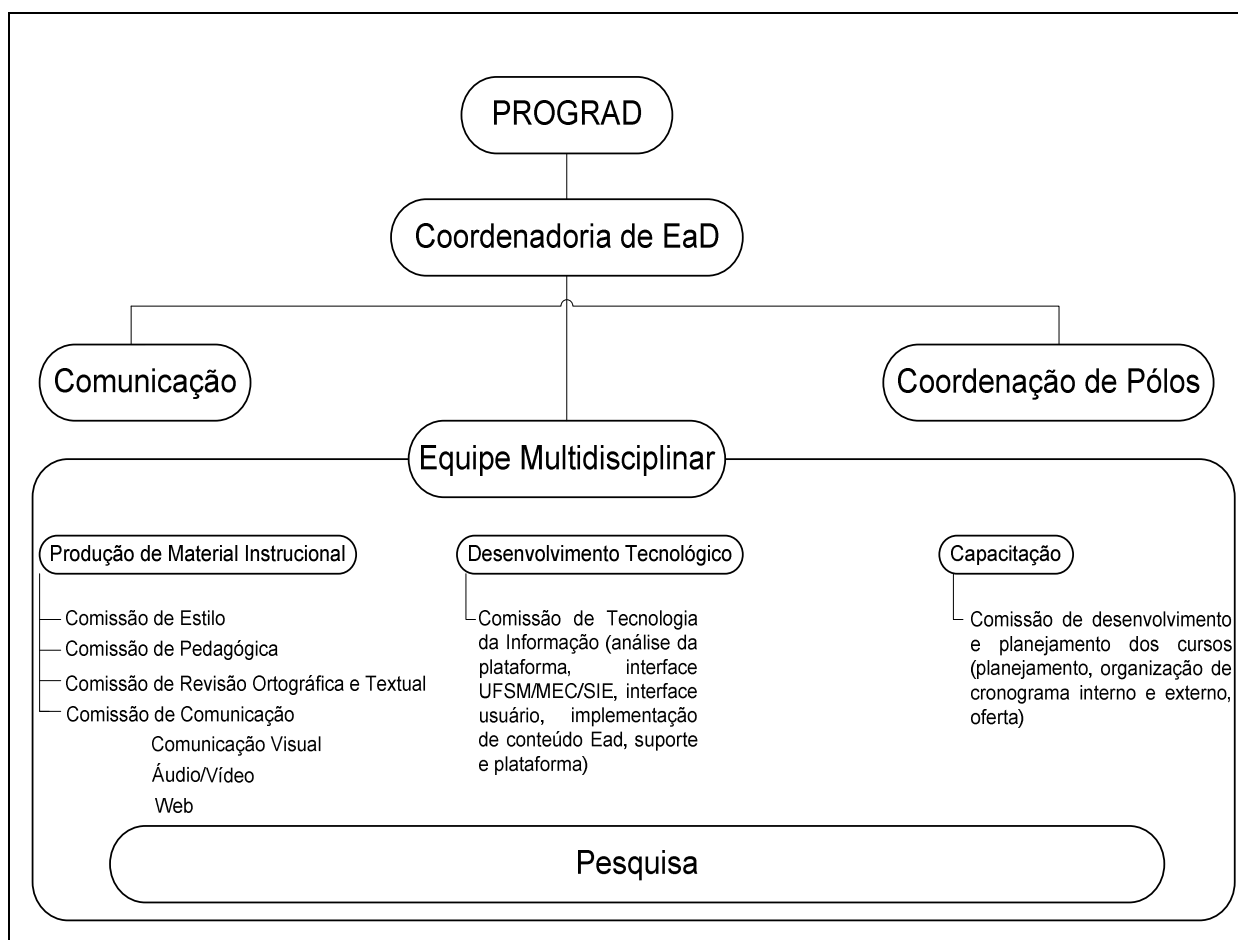 PROGRAD
Coordenadoria de EaD
Comunicação
Coordenação de Pólos
Equipe Multidisciplinar
Produção de Material Instrucional
Comissão de Estilo
Comissão de Pedagógica
Comissão de Revisão Ortográfica e Textual
Comissão de Comunicação
Comunicação Visual
Áudio/Vídeo
Web
Desenvolvimento Tecnológico
Comissão de Tecnologia
da Informação (análise da
plataforma, interface
UFSM/MEC/SIE, interface
usuário, implementação
de conteúdo Ead, suporte
e plataforma)
Capacitação
Comissão de desenvolvimento
e planejamento dos cursos
(planejamento, organização de
cronograma interno e externo,
oferta)
Pesquisa